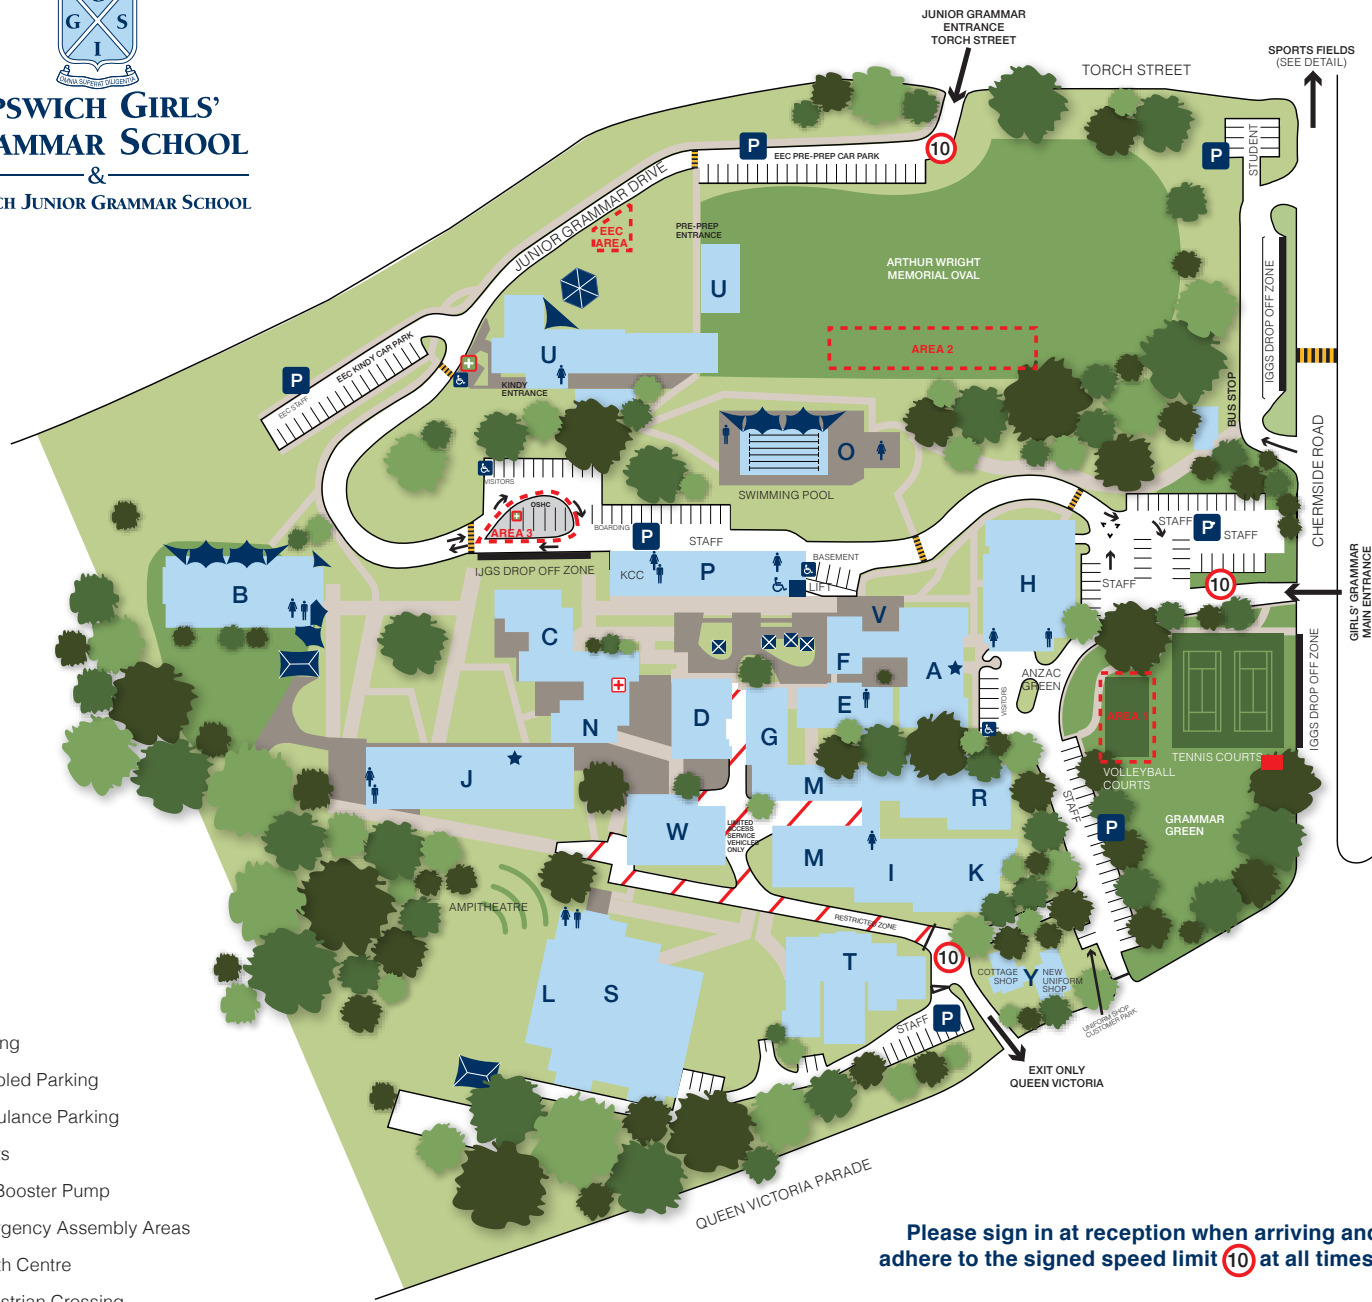 G S
I
OMNIA SUPERAT DILIGENTIA
PSWICH GIRLS'
AMMAR SCHOOL
&
CH JUNIOR GRAMMAR SCHOOL
JUNIOR GRAMMAR
ENTRANCE
TORCH STREET
TORCH STREET
SPORTS FIELDS
(SEE DETAIL)
P
EEC PRE-PREP CAR PARK
10
P
STUDENT
JUNIOR GRAMMAR DRIVE
EEC
AREA
PRE-PREP
ENTRANCE
U
ARTHUR WRIGHT
MEMORIAL OVAL
AREA 2
IGGS DROP OFF ZONE
BUS STOP
CHERMSIDE ROAD
U
KINDY
ENTRANCE
P
EEC KINDY CAR PARK
EEC STAFF
O
SWIMMING POOL
VISITORS
OSHC
AREA 3
BOARDING
P
STAFF
IJGS DROP OFF ZONE
KCC
P
BASEMENT
LIFT
STAFF
P
STAFF
STAFF
10
GIRLS' GRAMMAR
MAIN ENTRANCE
B
C
V
F
A
E
H
ANZAC
GREEN
VISITORS
AREA 1
TENNIS COURTS
VOLLEYBALL
COURTS
IGGS DROP OFF ZONE
N
D
G
J
M
R
W
LIMITED
ACCESS
SERVICE
VEHICLES
ONLY
M
I
K
STAFF
P
GRAMMAR
GREEN
AMPITHEATRE
RESTRICTED ZONE
L
S
T
10
COTTAGE
SHOP
Y
NEW
UNIFORM
SHOP
UNIFORM SHOP
CUSTOMER PARK
STAFF
P
EXIT ONLY
QUEEN VICTORIA
QUEEN VICTORIA PARADE
ng
bled Parking
ulance Parking
ts
Booster Pump
rgency Assembly Areas
th Centre
strian Crossing
Please sign in at reception when arriving and
adhere to the signed speed limit 10 at all times